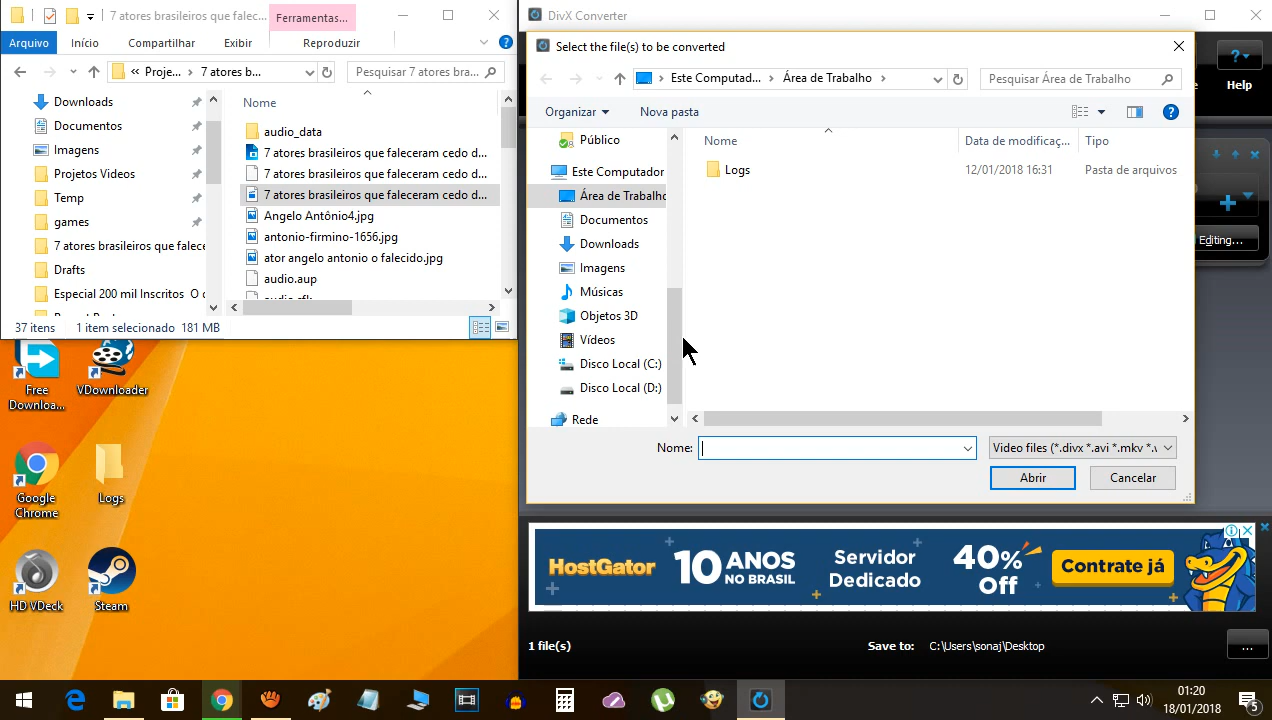 7 atores brasileiros que falec...
Ferramentas...
Arquivo
Início
Compartilhar
Exibir
Reproduzir
Proje...
7 atores b...
Pesquisar 7 atores bra...
Downloads
Documentos
Imagens
Projetos Videos
Temp
games
7 atores brasileiros que falece
Drafts
Especial 200 mil Inscritos O c
Nome
audio_data
7 atores brasileiros que faleceram cedo d...
7 atores brasileiros que faleceram cedo d...
7 atores brasileiros que faleceram cedo d...
Angelo Antônio4.jpg
antonio-firmino-1656.jpg
ator angelo antonio o falecido.jpg
audio.aup
37 itens
1 item selecionado 181 MB
Free Downloa...
VDownloader
Google Chrome
Logs
HD VDeck
Steam
DivX Converter
Help
Editing...
Select the file(s) to be converted
Este Computad...
Área de Trabalho
Pesquisar Área de Trabalho
Organizar
Nova pasta
Público
Este Computador
Área de Trabalho
Documentos
Downloads
Imagens
Músicas
Objetos 3D
Vídeos
Disco Local (C:)
Disco Local (D:)
Rede
Nome
Data de modificaç...
Tipo
Logs
12/01/2018 16:31
Pasta de arquivos
Nome:
Video files (*.divx *.avi *.mkv *.v
Abrir
Cancelar
HostGator
10 ANOS
NO BRASIL
Servidor
Dedicado
40%
Off
Contrate já
1 file(s)
Save to:
C:\Users\sonaj\Desktop
...
01:20
18/01/2018
5